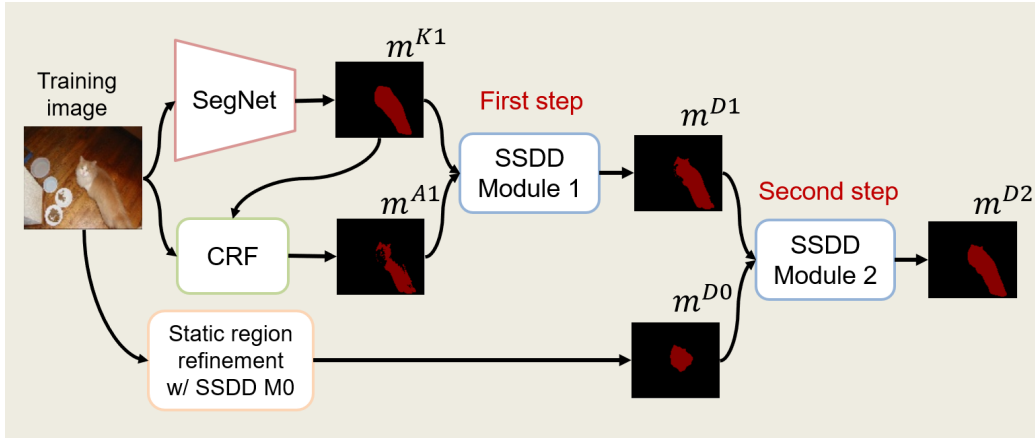 Training
image
SegNet
m^{K1}
First step
SSDD
Module 1
m^{D1}
Second step
SSDD
Module 2
m^{D2}
CRF
m^{A1}
m^{D0}
Static region
refinement
w/ SSDD M0